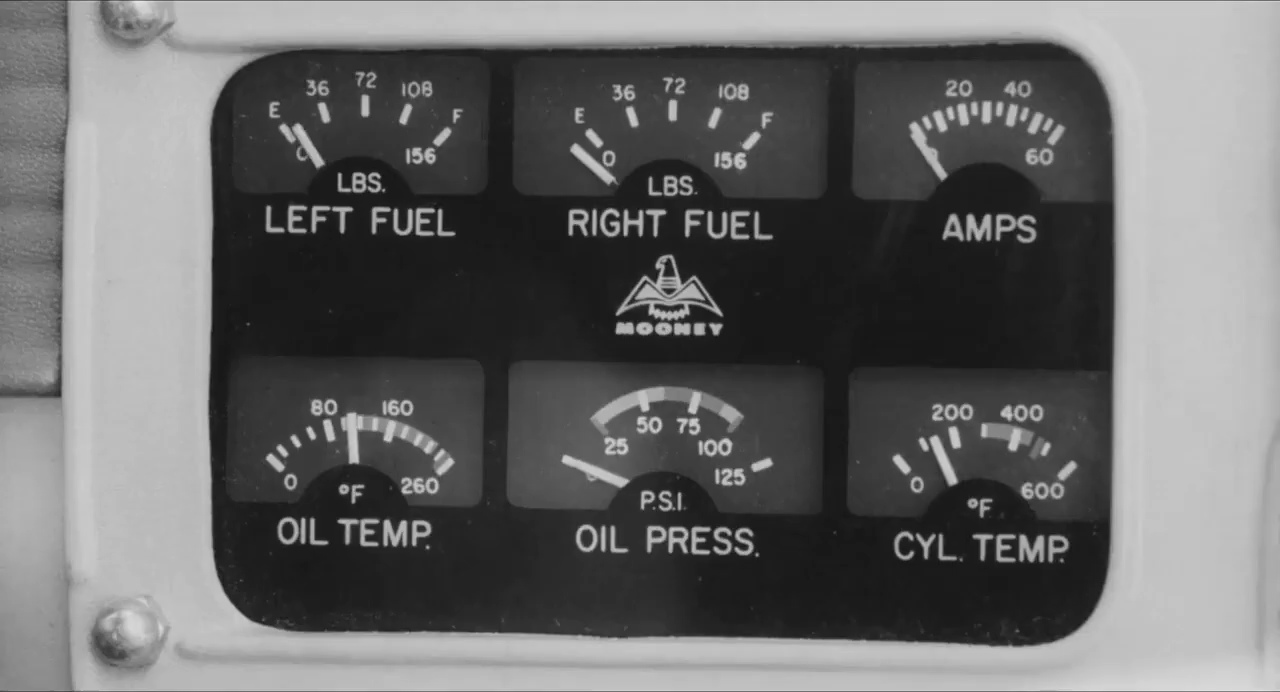 E 36 72 108 F
0 156
LBS.
LEFT FUEL
E 36 72 108 F
0 156
LBS.
RIGHT FUEL
20 40
60
AMPS
MOONEY
80 160
0 260
°F
OIL TEMP.
50 75
25 100
125
P.S.I.
OIL PRESS.
200 400
0 600
°F
CYL. TEMP.